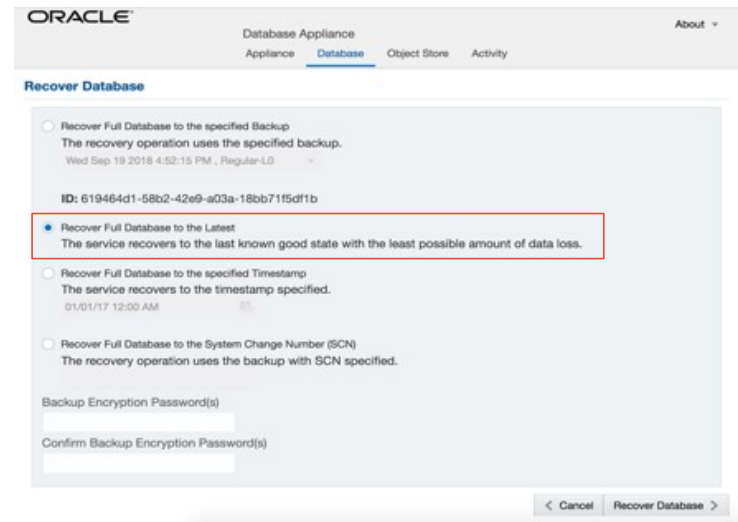 ORACLE
About
Database Appliance
Appliance Database Object Store Activity
Recover Database
Recover Full Database to the specified Backup
The recovery operation uses the specified backup.
Wed Sep 19 2018 4:52:15 PM , Regular-L0
ID: 619464d1-58b2-42e9-a03a-18bb71f5df1b
Recover Full Database to the Latest
The service recovers to the last known good state with the least possible amount of data loss.
Recover Full Database to the specified Timestamp
The service recovers to the timestamp specified.
01/01/17 12:00 AM
Recover Full Database to the System Change Number (SCN)
The recovery operation uses the backup with SCN specified.
Backup Encryption Password(s)
Confirm Backup Encryption Password(s)
< Cancel Recover Database >